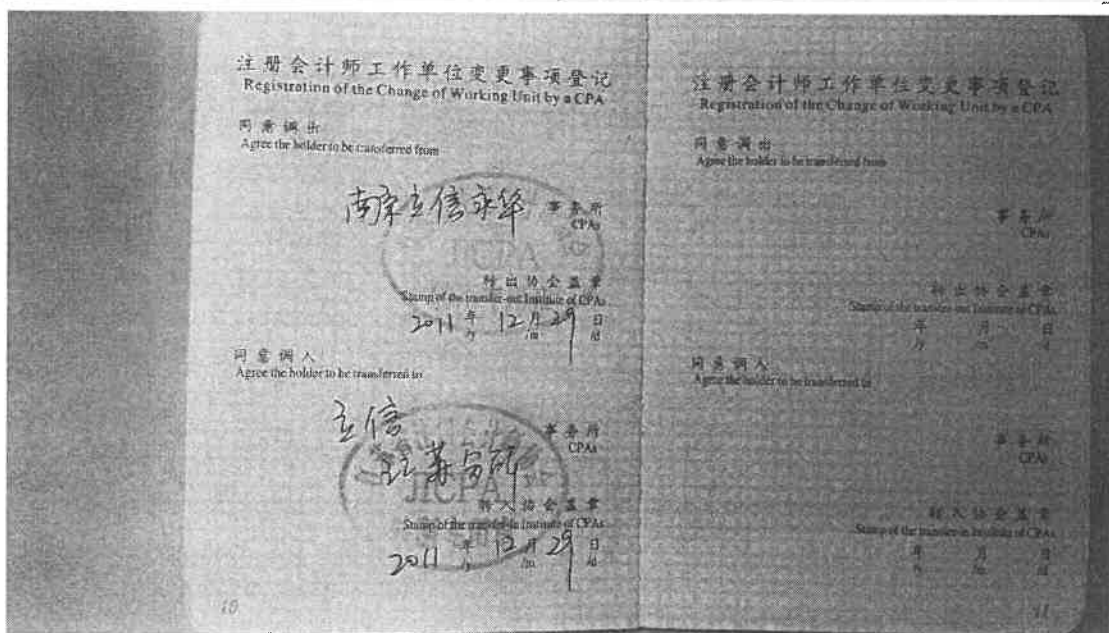 注册会计师工作单位变更事项登记
Registration of the Change of Working Unit by a CPA
同意调出
Agree the holder to be transferred from
南京立信永华 事务所
CPAs
JICPA
转出协会盖章
Stamp of the transfer-out Institute of CPAs
2011 年 12 月 29 日
/y /m /d
同意调入
Agree the holder to be transferred to
立信
江苏分所 事务所
CPAs
JICPA
转入协会盖章
Stamp of the transfer-in Institute of CPAs
2011 年 12 月 29 日
/y /m /d
10
注册会计师工作单位变更事项登记
Registration of the Change of Working Unit by a CPA
同意调出
Agree the holder to be transferred from
事务所
CPAs
转出协会盖章
Stamp of the transfer-out Institute of CPAs
年 月 日
/y /m /d
同意调入
Agree the holder to be transferred to
事务所
CPAs
转入协会盖章
Stamp of the transfer-in Institute of CPAs
年 月 日
/y /m /d
11